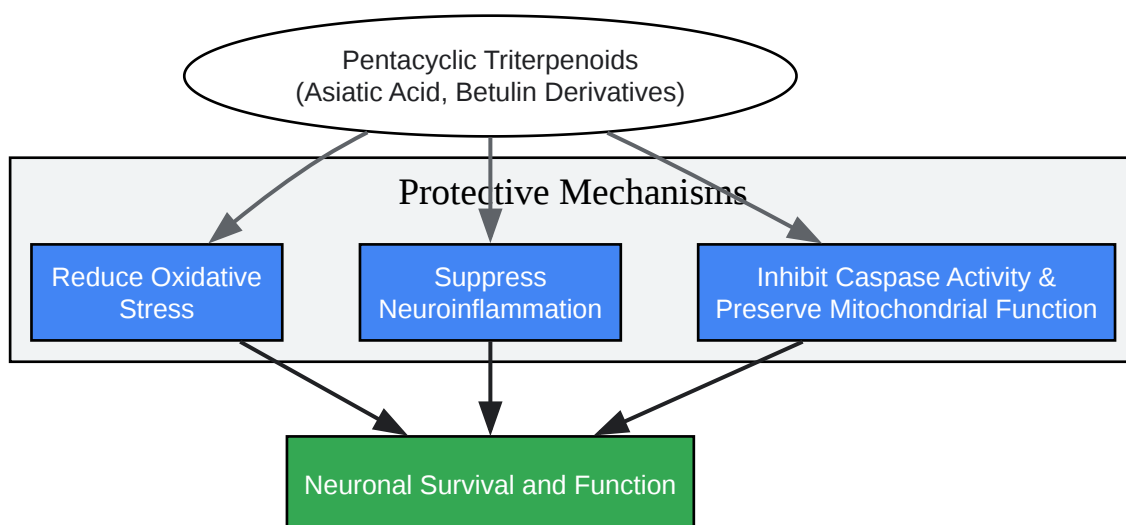 Pentacyclic Triterpenoids
(Asiatic Acid, Betulin Derivatives)
Protective Mechanisms
Reduce Oxidative
Stress
Suppress
Neuroinflammation
Inhibit Caspase Activity &
Preserve Mitochondrial Function
Neuronal Survival and Function